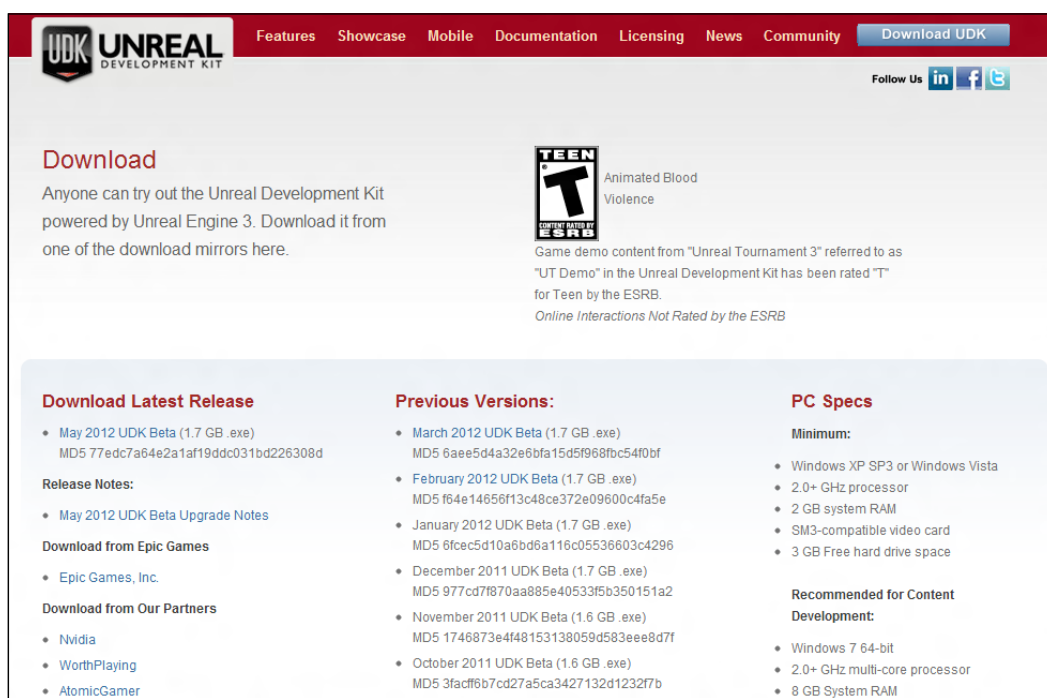 UDK UNREAL DEVELOPMENT KIT
Features Showcase Mobile Documentation Licensing News Community Download UDK
Follow Us
Download
Anyone can try out the Unreal Development Kit
powered by Unreal Engine 3. Download it from
one of the download mirrors here.
TEEN
T
CONTENT RATED BY
ESRB
Animated Blood
Violence
Game demo content from "Unreal Tournament 3" referred to as
"UT Demo" in the Unreal Development Kit has been rated "T"
for Teen by the ESRB.
Online Interactions Not Rated by the ESRB
Download Latest Release
May 2012 UDK Beta (1.7 GB .exe)
MD5 77edc7a64e2a1af19ddc031bd226308d
Release Notes:
May 2012 UDK Beta Upgrade Notes
Download from Epic Games
Epic Games, Inc.
Download from Our Partners
Nvidia
WorthPlaying
AtomicGamer
Previous Versions:
March 2012 UDK Beta (1.7 GB .exe)
MD5 6aee5d4a32e6bfa15d5f968fbc54f0bf
February 2012 UDK Beta (1.7 GB .exe)
MD5 f64e14656f13c48ce372e09600c4fa5e
January 2012 UDK Beta (1.7 GB .exe)
MD5 6fcec5d10a6bd6a116c05536603c4296
December 2011 UDK Beta (1.7 GB .exe)
MD5 977cd7f870aa885e40533f5b350151a2
November 2011 UDK Beta (1.6 GB .exe)
MD5 1746873e4f48153138059d583eee8d7f
October 2011 UDK Beta (1.6 GB .exe)
MD5 3facff6b7cd27a5ca3427132d1232f7b
PC Specs
Minimum:
Windows XP SP3 or Windows Vista
2.0+ GHz processor
2 GB system RAM
SM3-compatible video card
3 GB Free hard drive space
Recommended for Content
Development:
Windows 7 64-bit
2.0+ GHz multi-core processor
8 GB System RAM